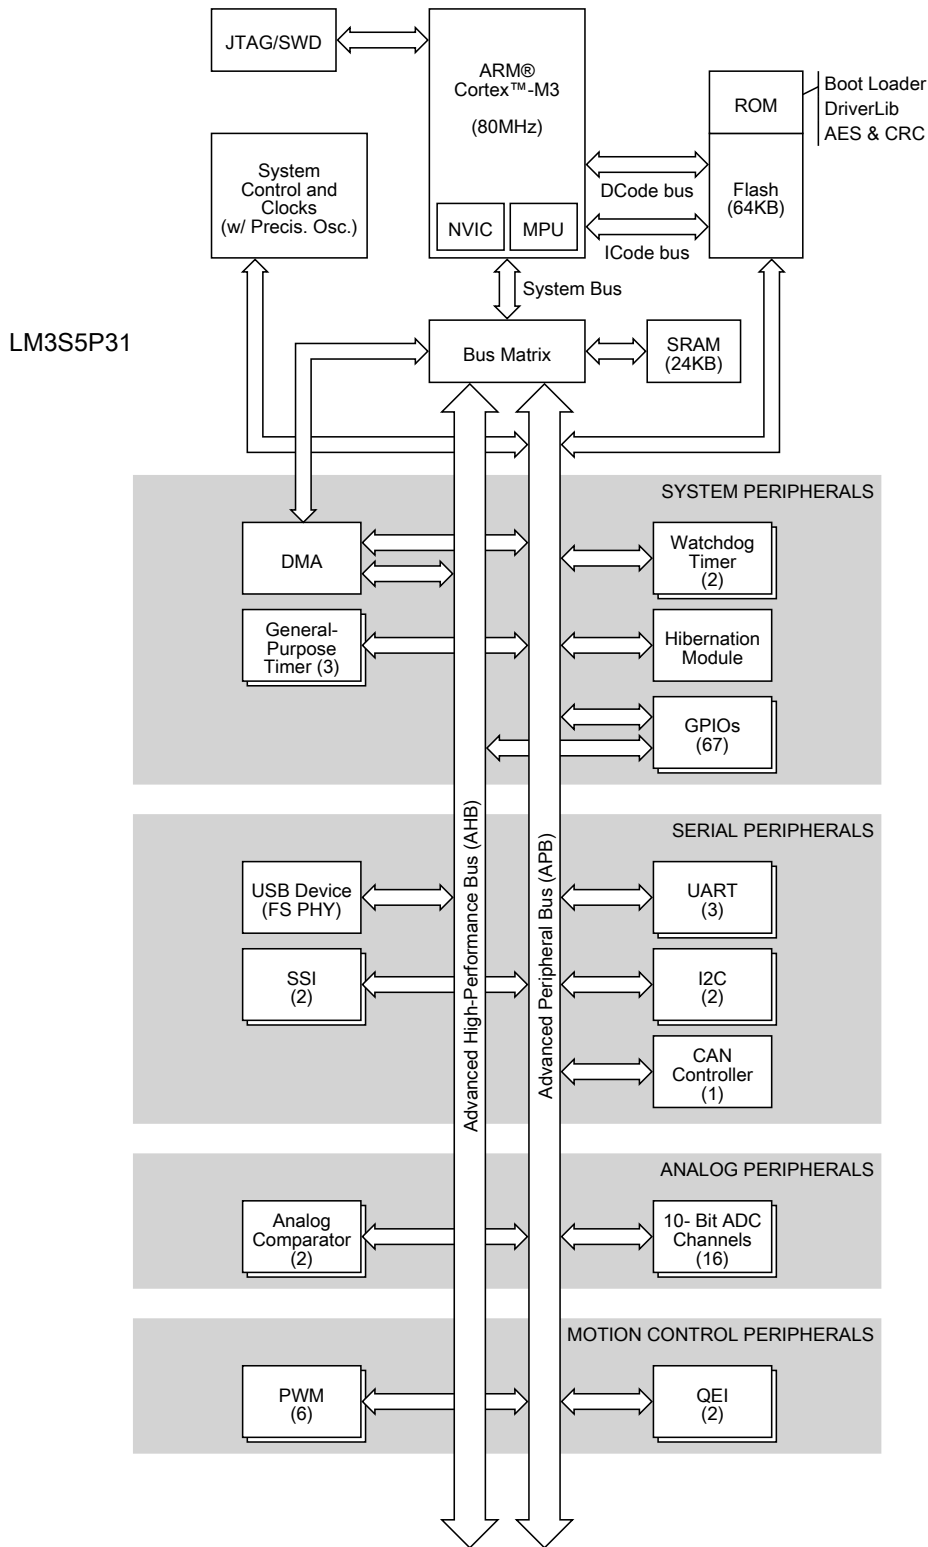 JTAG/SWD
ARM®
Cortex™-M3
(80MHz)
NVIC
MPU
ROM
Boot Loader
DriverLib
AES & CRC
System
Control and
Clocks
(w/ Precis. Osc.)
DCode bus
Flash
(64KB)
ICode bus
System Bus
LM3S5P31
Bus Matrix
SRAM
(24KB)
SYSTEM PERIPHERALS
DMA
Watchdog
Timer
(2)
General-
Purpose
Timer (3)
Hibernation
Module
GPIOs
(67)
Advanced High-Performance Bus (AHB)
Advanced Peripheral Bus (APB)
SERIAL PERIPHERALS
USB Device
(FS PHY)
UART
(3)
SSI
(2)
I2C
(2)
CAN
Controller
(1)
ANALOG PERIPHERALS
Analog
Comparator
(2)
10- Bit ADC
Channels
(16)
MOTION CONTROL PERIPHERALS
PWM
(6)
QEI
(2)